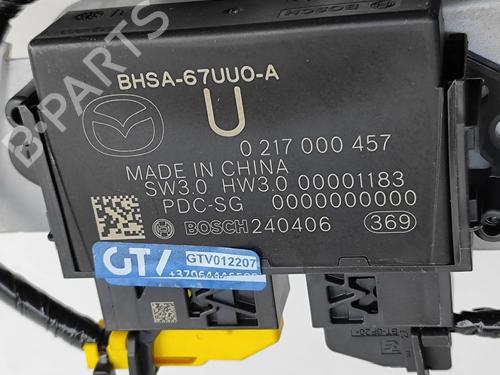 BHSA-67UU0-A
U
0 217 000 457
MADE IN CHINA
SW3.0 HW3.0 00001183
PDC-SG 0000000000
BOSCH 240406 369
GTV
GTV012207
B-PARTS